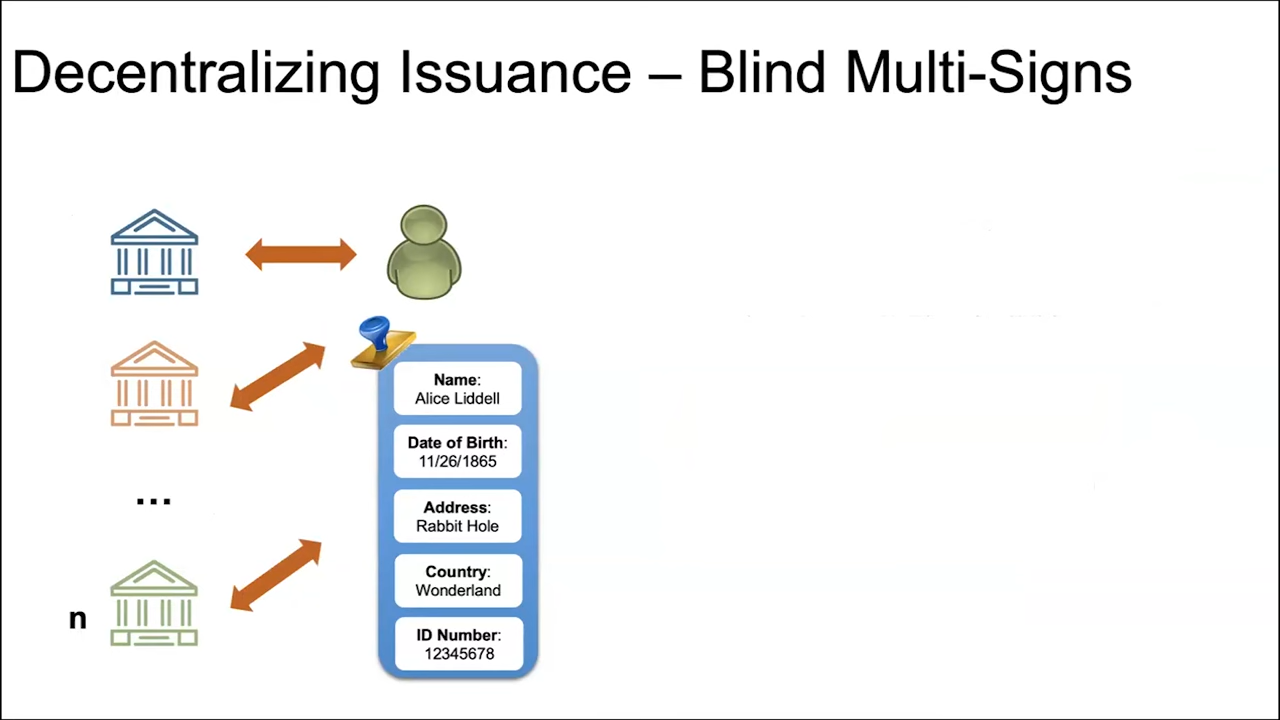 Decentralizing Issuance – Blind Multi-Signs
Name:
Alice Liddell
Date of Birth:
11/26/1865
Address:
Rabbit Hole
...
Country:
Wonderland
n
ID Number:
12345678